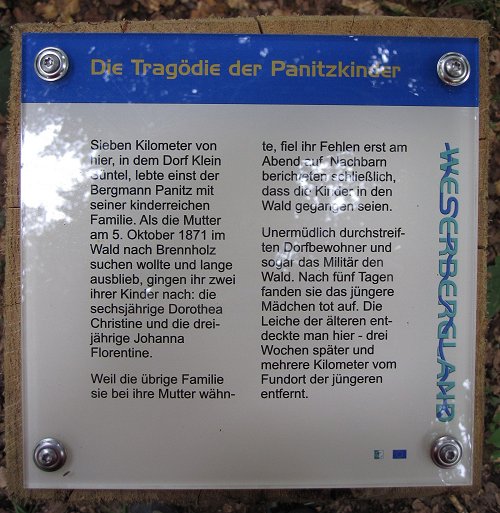 Die Tragödie der Panitzkinder
Sieben Kilometer von
hier, in dem Dorf Klein
Süntel, lebte einst der
Bergmann Panitz mit
seiner kinderreichen
Familie. Als die Mutter
am 5. Oktober 1871 im
Wald nach Brennholz
suchen wollte und lange
ausblieb, gingen ihr zwei
ihrer Kinder nach: die
sechsjährige Dorothea
Christine und die drei-
jährige Johanna
Florentine.
Weil die übrige Familie
sie bei ihre Mutter wähn-
te, fiel ihr Fehlen erst am
Abend auf. Nachbarn
berichteten schließlich,
dass die Kinder in den
Wald gegangen seien.
Unermüdlich durchstreif-
ten Dorfbewohner und
sogar das Militär den
Wald. Nach fünf Tagen
fanden sie das jüngere
Mädchen tot auf. Die
Leiche der älteren ent-
deckte man hier - drei
Wochen später und
mehrere Kilometer vom
Fundort der jüngeren
entfernt.
WESERBERGLAND